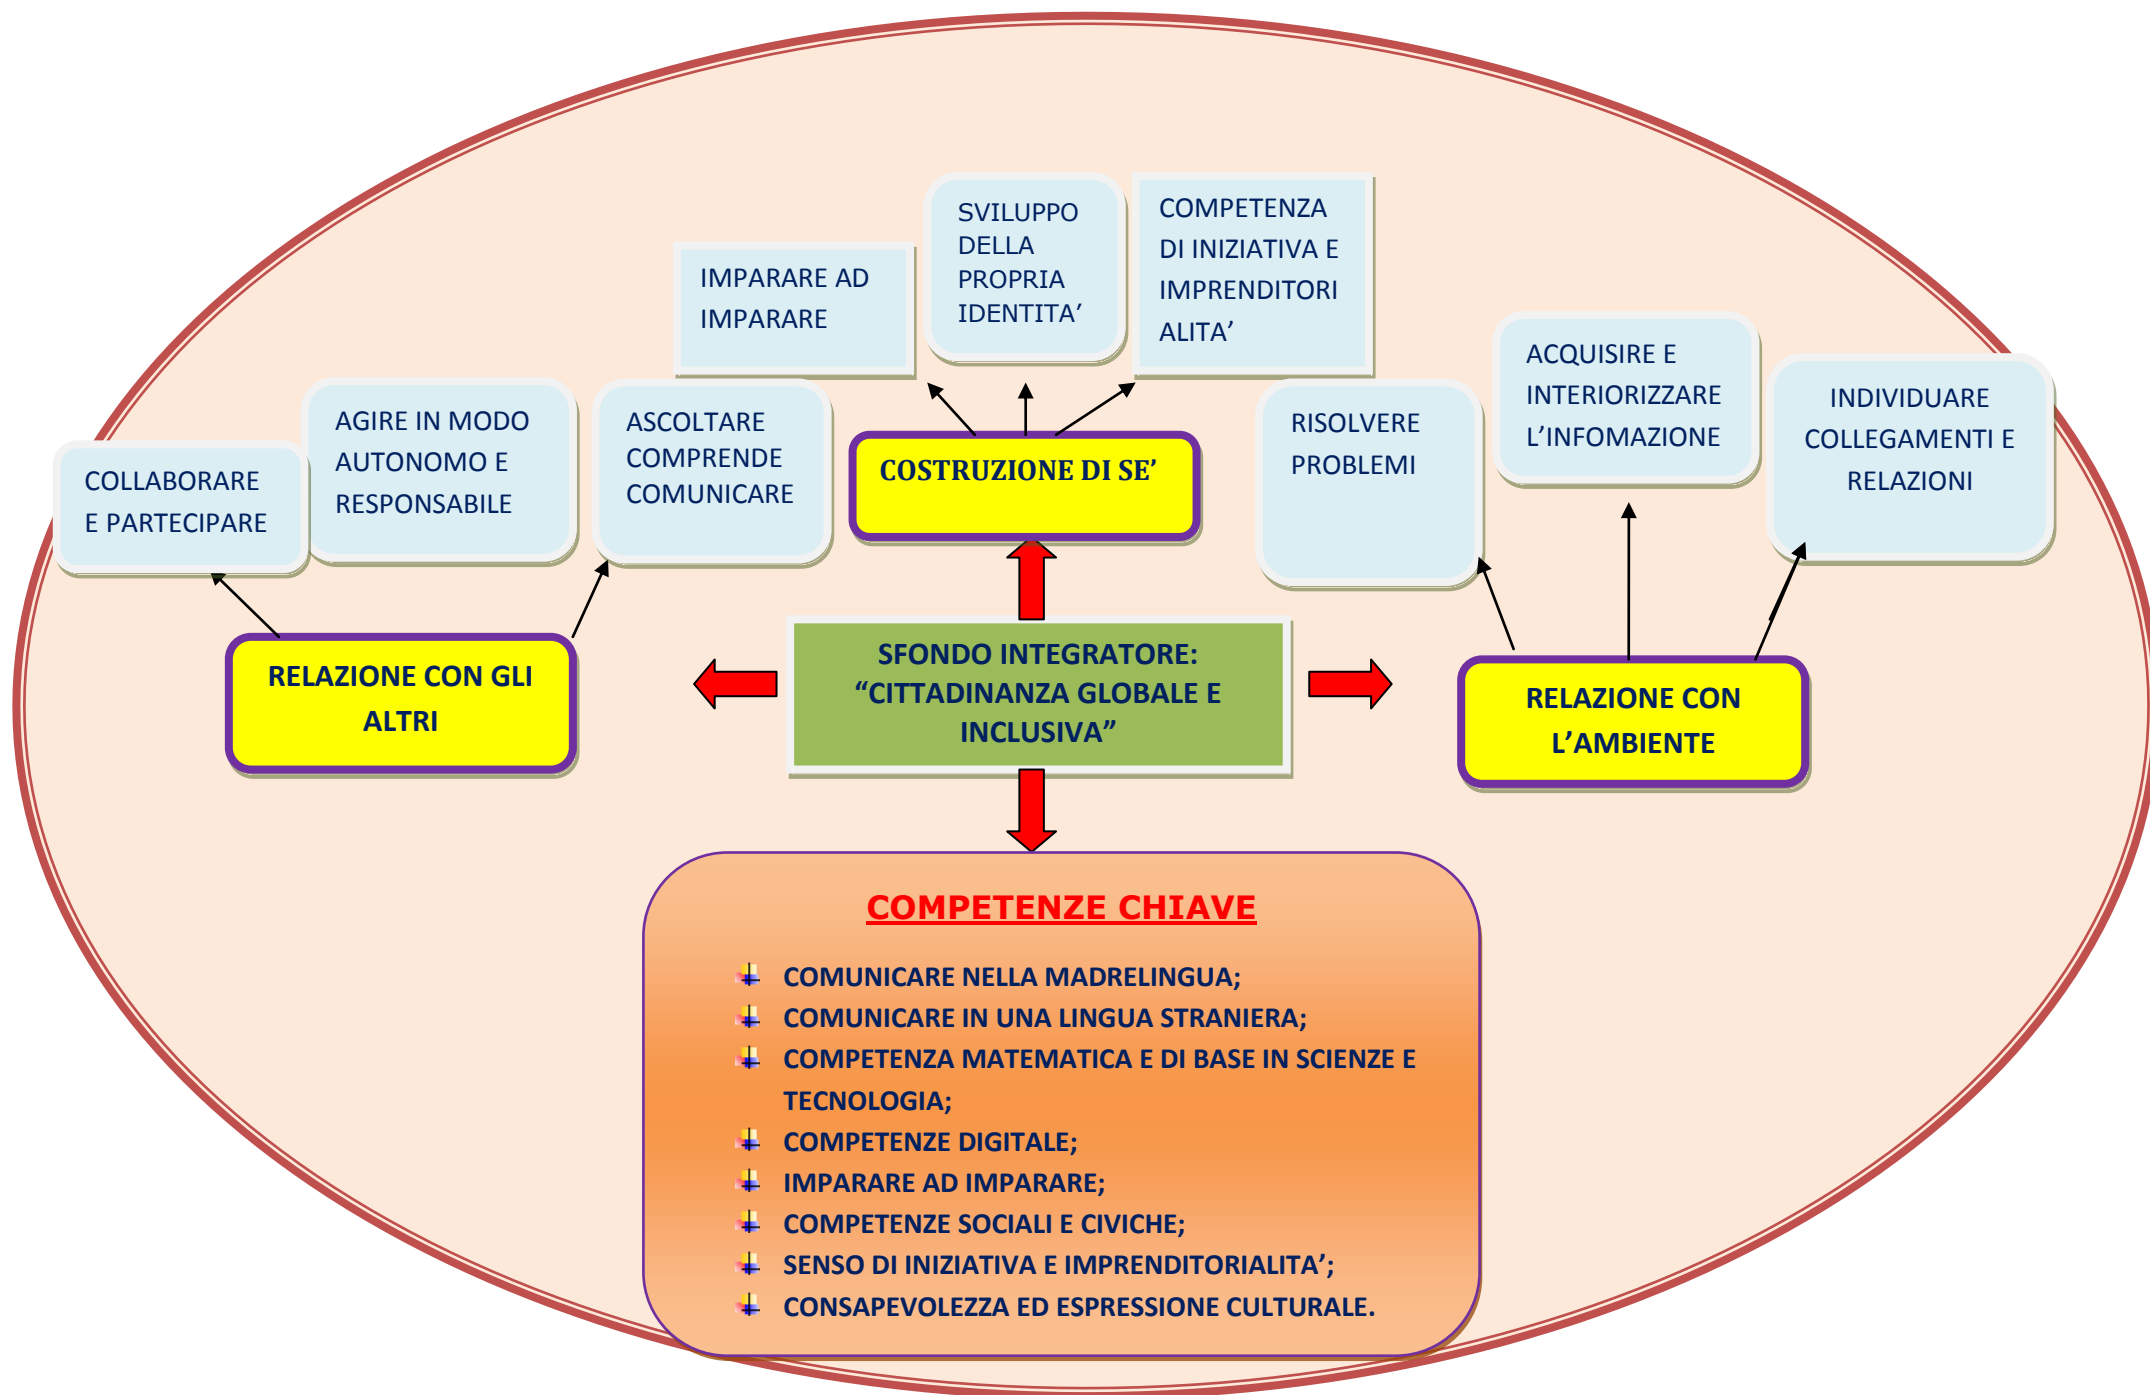 IMPARARE AD
IMPARARE
SVILUPPO
DELLA
PROPRIA
IDENTITA’
COMPETENZA
DI INIZIATIVA E
IMPRENDITORI
ALITA’
COLLABORARE
E PARTECIPARE
AGIRE IN MODO
AUTONOMO E
RESPONSABILE
ASCOLTARE
COMPRENDE
COMUNICARE
COSTRUZIONE DI SE’
RISOLVERE
PROBLEMI
ACQUISIRE E
INTERIORIZZARE
L’INFOMAZIONE
INDIVIDUARE
COLLEGAMENTI E
RELAZIONI
RELAZIONE CON GLI
ALTRI
SFONDO INTEGRATORE:
“CITTADINANZA GLOBALE E
INCLUSIVA”
RELAZIONE CON
L’AMBIENTE
COMPETENZE CHIAVE
COMUNICARE NELLA MADRELINGUA;
COMUNICARE IN UNA LINGUA STRANIERA;
COMPETENZA MATEMATICA E DI BASE IN SCIENZE E
TECNOLOGIA;
COMPETENZE DIGITALE;
IMPARARE AD IMPARARE;
COMPETENZE SOCIALI E CIVICHE;
SENSO DI INIZIATIVA E IMPRENDITORIALITA’;
CONSAPEVOLEZZA ED ESPRESSIONE CULTURALE.